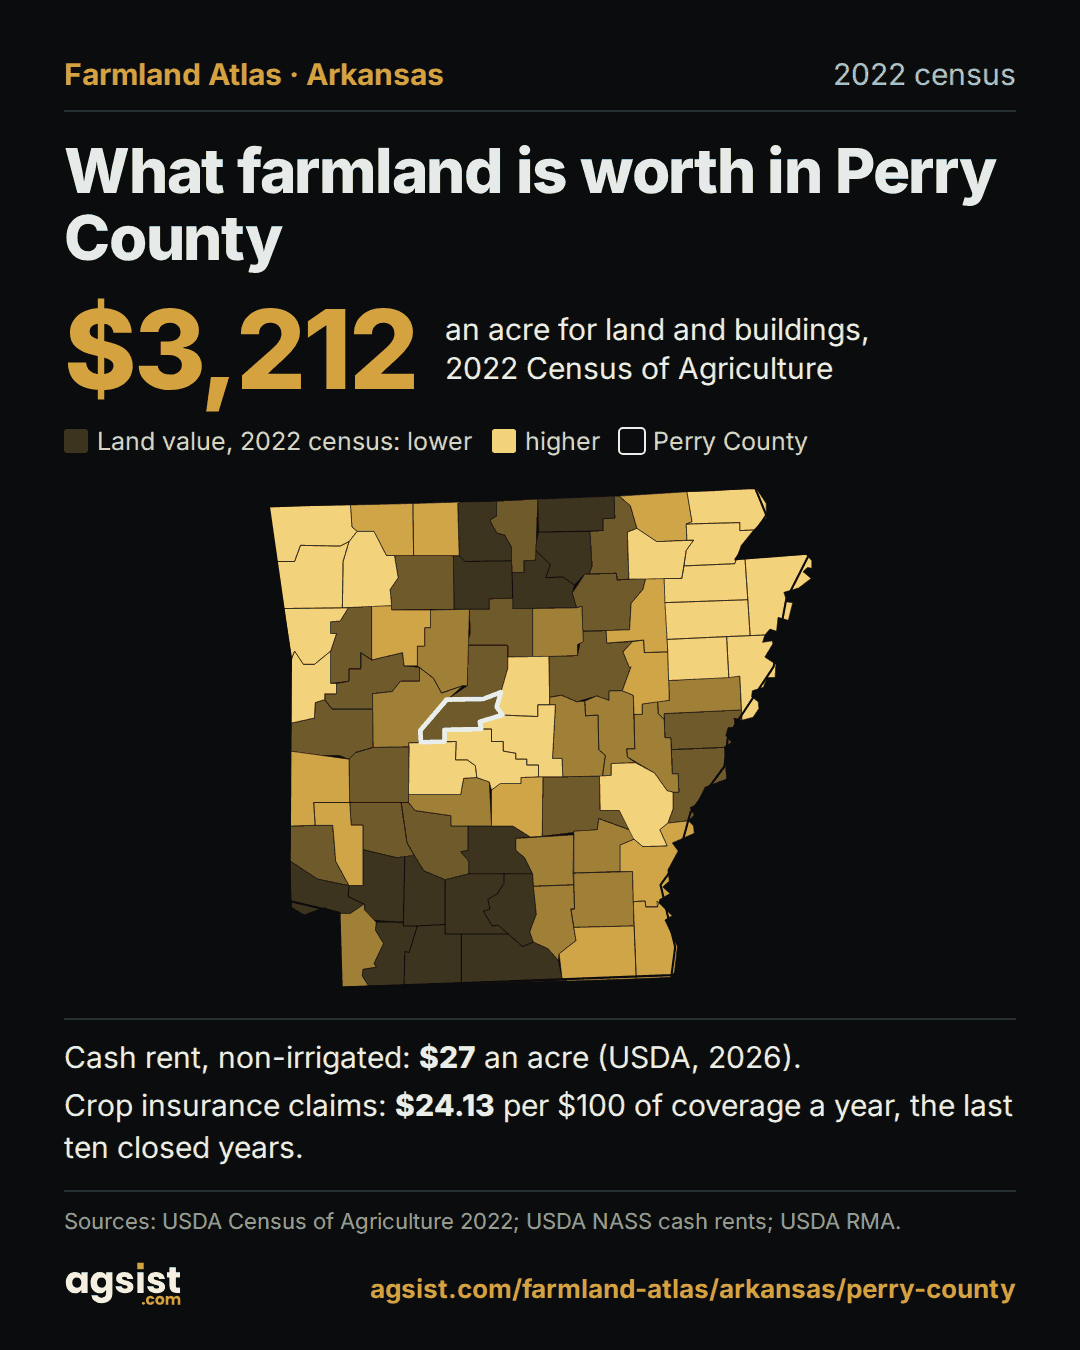 Farmland Atlas · Arkansas
2022 census
What farmland is worth in Perry
County
$3,212
an acre for land and buildings,
2022 Census of Agriculture
Land value, 2022 census: lower
higher
Perry County
Cash rent, non-irrigated: $27 an acre (USDA, 2026).
Crop insurance claims: $24.13 per $100 of coverage a year, the last
ten closed years.
Sources: USDA Census of Agriculture 2022; USDA NASS cash rents; USDA RMA.
agsist
.com
agsist.com/farmland-atlas/arkansas/perry-county